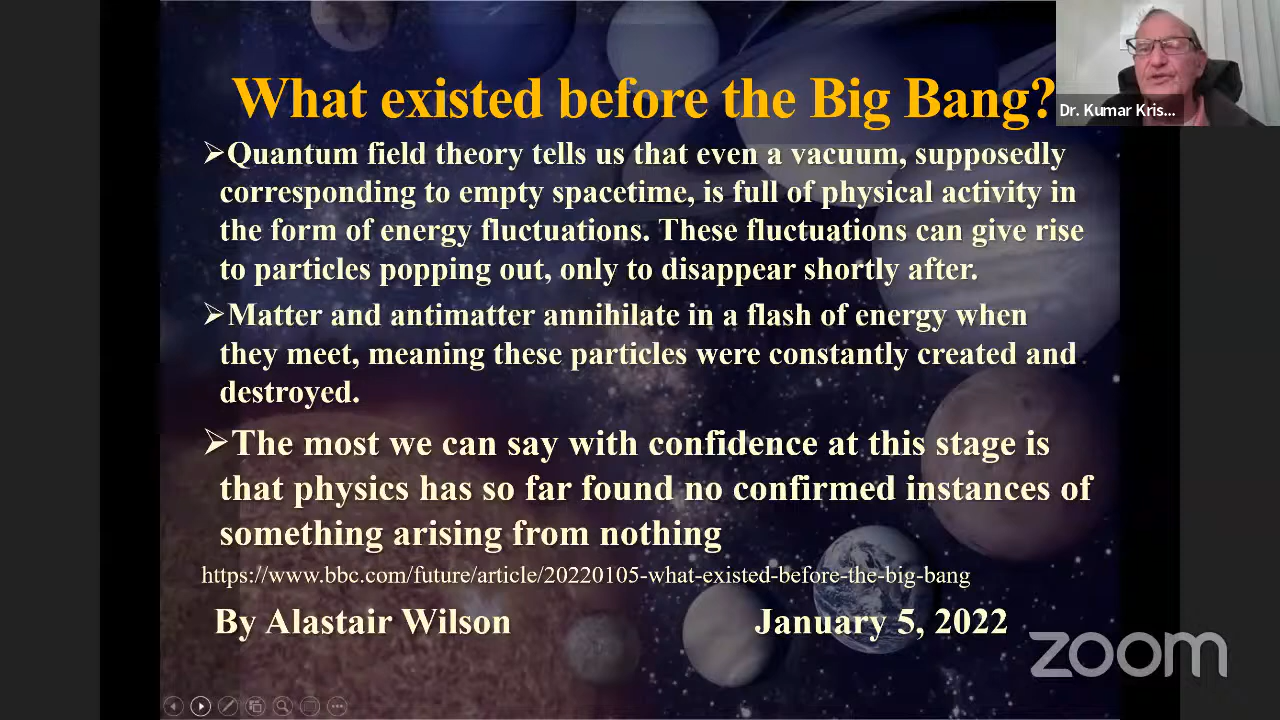 What existed before the Big Bang?
Dr. Kumar Kris...
➢Quantum field theory tells us that even a vacuum, supposedly
corresponding to empty spacetime, is full of physical activity in
the form of energy fluctuations. These fluctuations can give rise
to particles popping out, only to disappear shortly after.
➢Matter and antimatter annihilate in a flash of energy when
they meet, meaning these particles were constantly created and
destroyed.
➢The most we can say with confidence at this stage is
that physics has so far found no confirmed instances of
something arising from nothing
https://www.bbc.com/future/article/20220105-what-existed-before-the-big-bang
By Alastair Wilson January 5, 2022
zoom